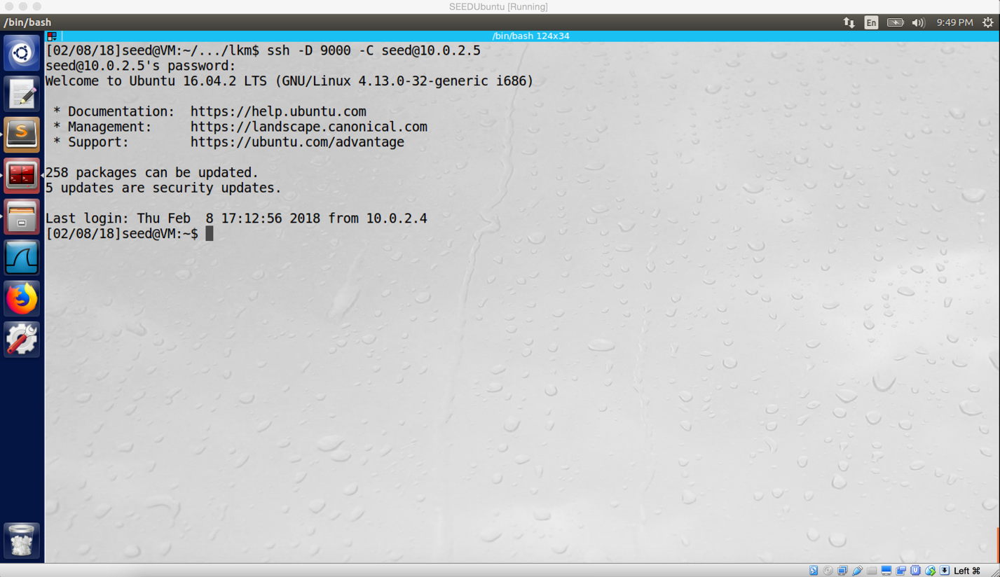 SEEDUbuntu [Running]
/bin/bash
En
9:49 PM
/bin/bash 124x34
[02/08/18]seed@VM:~/.../lkm$ ssh -D 9000 -C seed@10.0.2.5
seed@10.0.2.5's password:
Welcome to Ubuntu 16.04.2 LTS (GNU/Linux 4.13.0-32-generic i686)
* Documentation:  https://help.ubuntu.com
* Management:     https://landscape.canonical.com
* Support:        https://ubuntu.com/advantage
258 packages can be updated.
5 updates are security updates.
Last login: Thu Feb  8 17:12:56 2018 from 10.0.2.4
[02/08/18]seed@VM:~$
S
Left ⌘